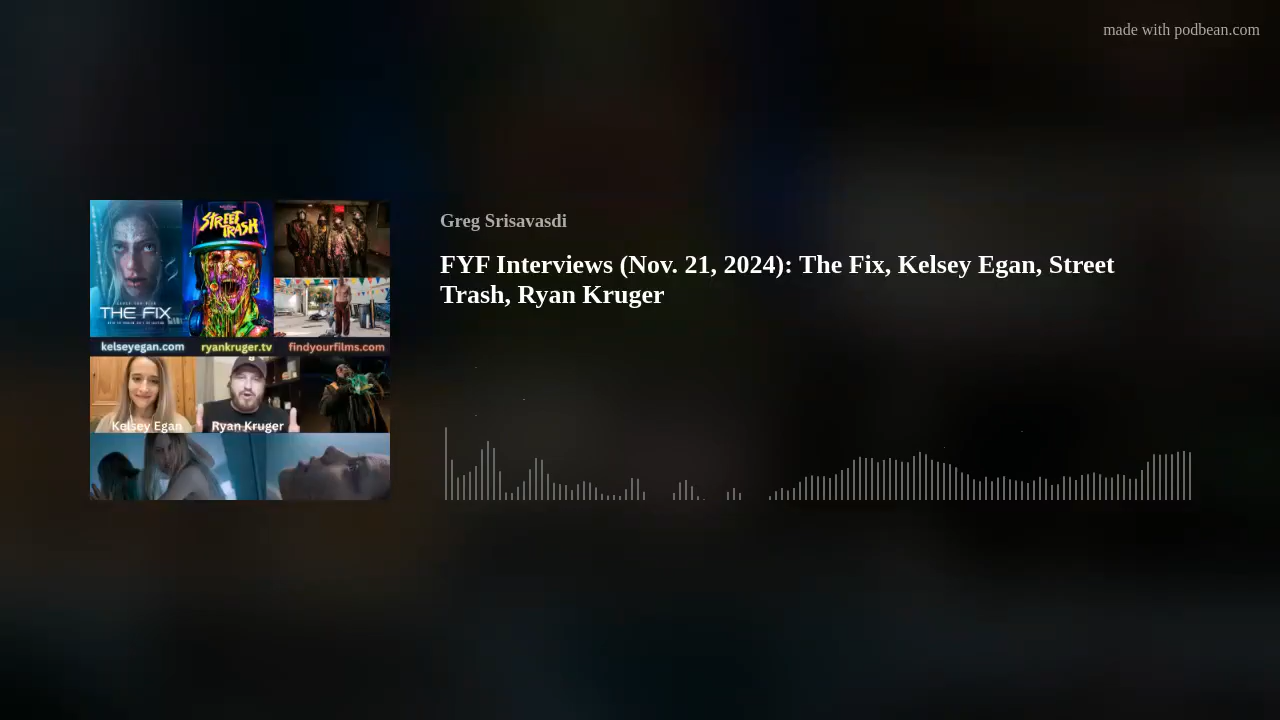 made with podbean.com
Greg Srisavasdi
FYF Interviews (Nov. 21, 2024): The Fix, Kelsey Egan, Street
Trash, Ryan Kruger
STREET
TRASH
THE FIX
kelseyegan.com
ryankruger.tv
findyourfilms.com
Kelsey Egan
Ryan Kruger